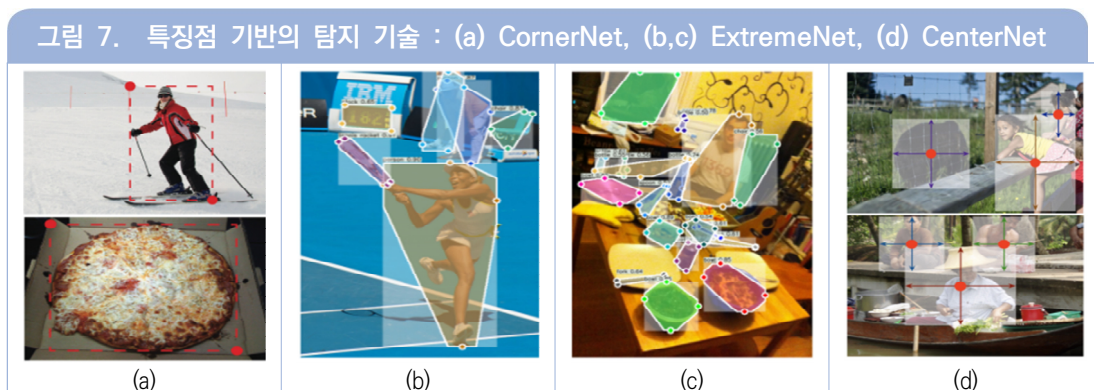 그림 7. 특징점 기반의 탐지 기술 : (a) CornerNet, (b,c) ExtremeNet, (d) CenterNet
IBM
(a)
(b)
(c)
(d)